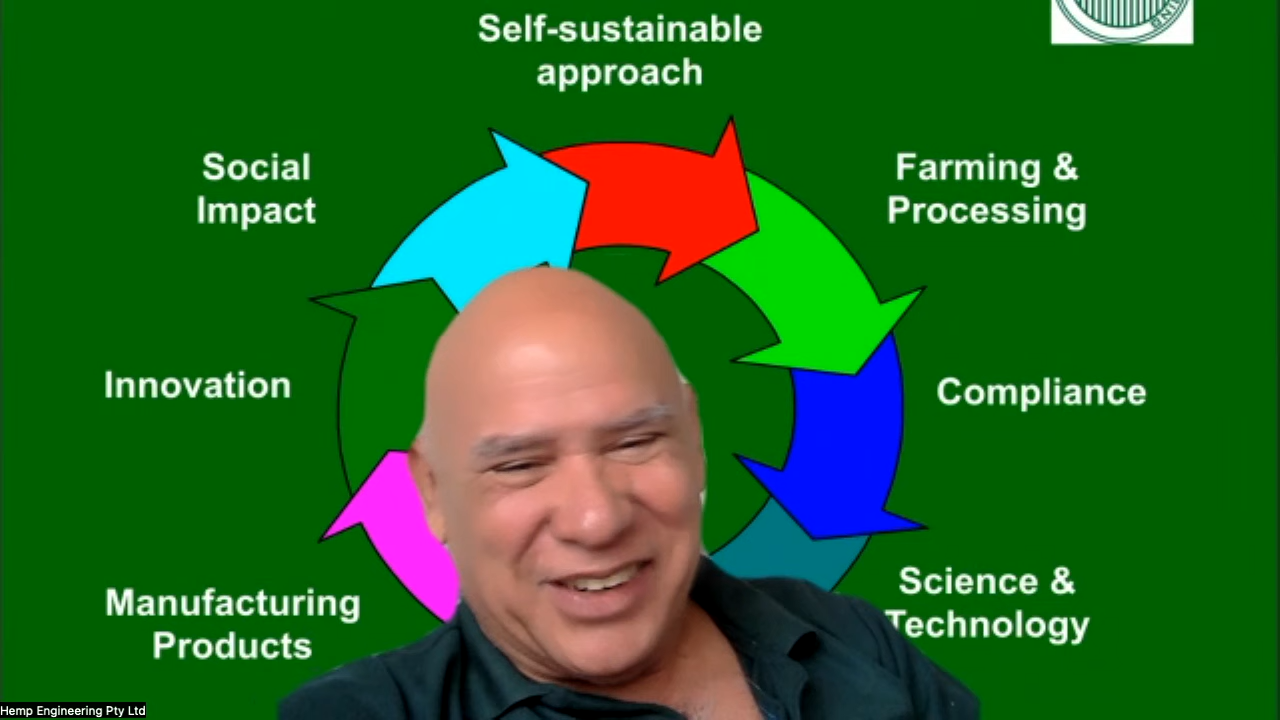 Self-sustainable
approach
Social
Impact
Farming &
Processing
Innovation
Compliance
Manufacturing
Products
Science &
Technology
Hemp Engineering Pty Ltd